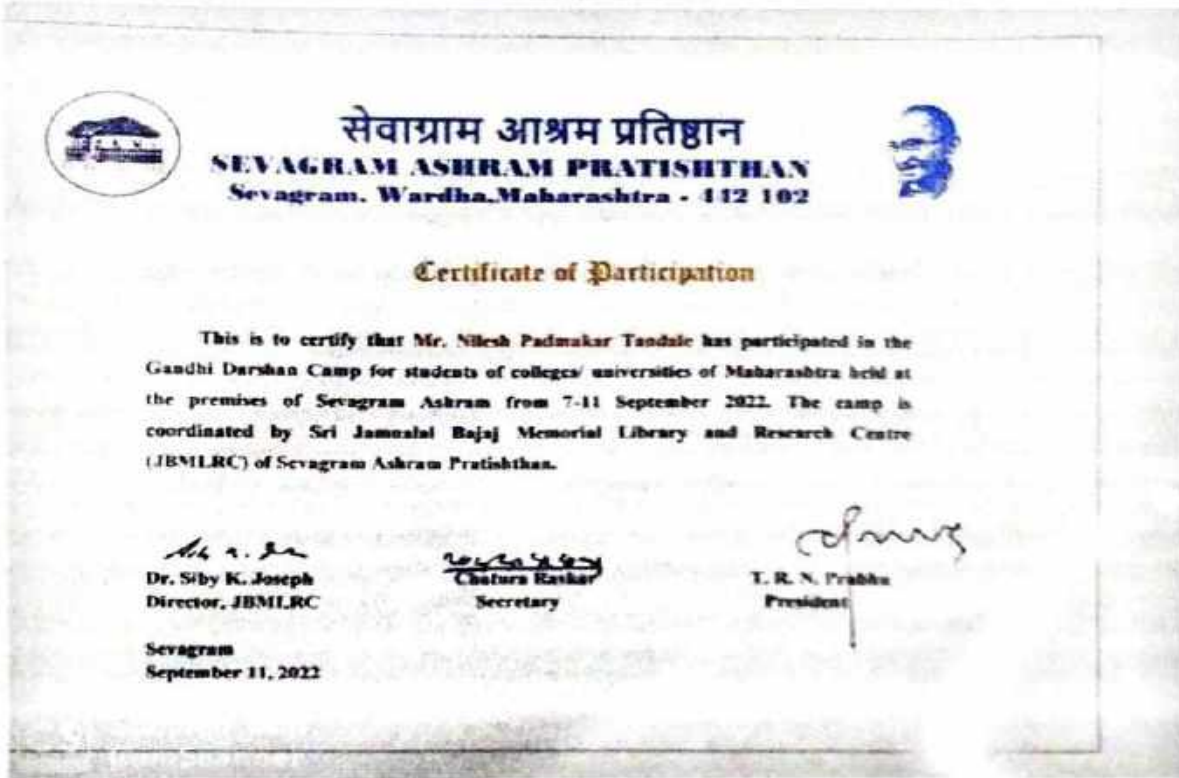 सेवाग्राम आश्रम प्रतिष्ठान
SEVAGRAM ASHRAM PRATISHTHAN
Sevagram, Wardha,Maharashtra - 442 102
Certificate of Participation
This is to certify that Mr. Nilesh Padmakar Tandale has participated in the
Gandhi Darshan Camp for students of colleges/ universities of Maharashtra held at
the premises of Sevagram Ashram from 7-11 September 2022. The camp is
coordinated by Sri Jamnalal Bajaj Memorial Library and Research Centre
(JBMLRC) of Sevagram Ashram Pratishthan.
Dr. Siby K. Joseph Chatura Raskar T. R. N. Prabhu
Director, JBMLRC Secretary President
Sevagram
September 11, 2022